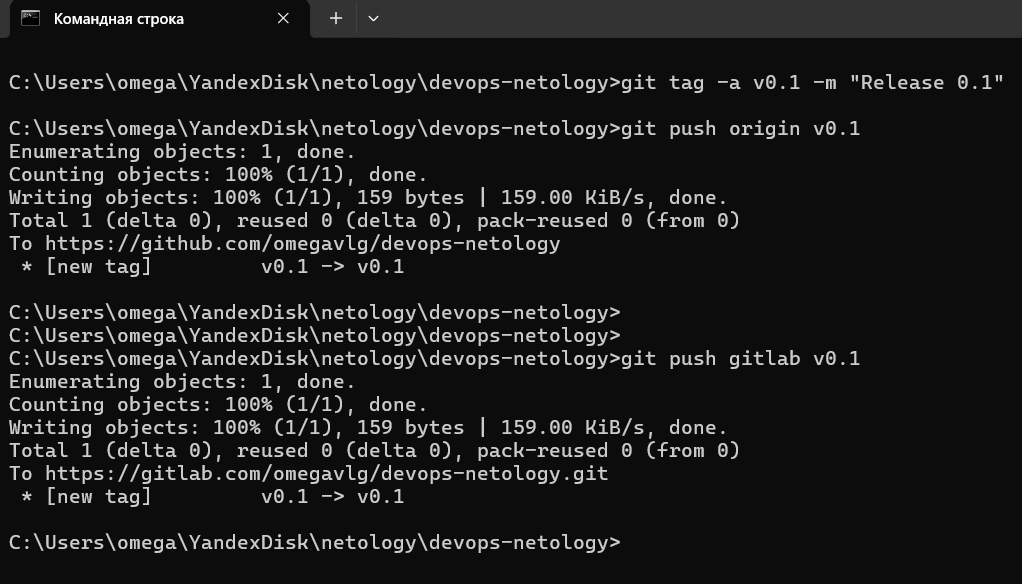 Командная строка
C:\Users\omega\YandexDisk\netology\devops-netology>git tag -a v0.1 -m "Release 0.1"
C:\Users\omega\YandexDisk\netology\devops-netology>git push origin v0.1
Enumerating objects: 1, done.
Counting objects: 100% (1/1), done.
Writing objects: 100% (1/1), 159 bytes | 159.00 KiB/s, done.
Total 1 (delta 0), reused 0 (delta 0), pack-reused 0 (from 0)
To https://github.com/omegavlg/devops-netology
 * [new tag]         v0.1 -> v0.1
C:\Users\omega\YandexDisk\netology\devops-netology>
C:\Users\omega\YandexDisk\netology\devops-netology>
C:\Users\omega\YandexDisk\netology\devops-netology>git push gitlab v0.1
Enumerating objects: 1, done.
Counting objects: 100% (1/1), done.
Writing objects: 100% (1/1), 159 bytes | 159.00 KiB/s, done.
Total 1 (delta 0), reused 0 (delta 0), pack-reused 0 (from 0)
To https://gitlab.com/omegavlg/devops-netology.git
 * [new tag]         v0.1 -> v0.1
C:\Users\omega\YandexDisk\netology\devops-netology>